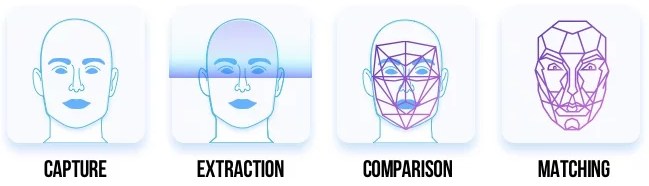 CAPTURE
EXTRACTION
COMPARISON
MATCHING